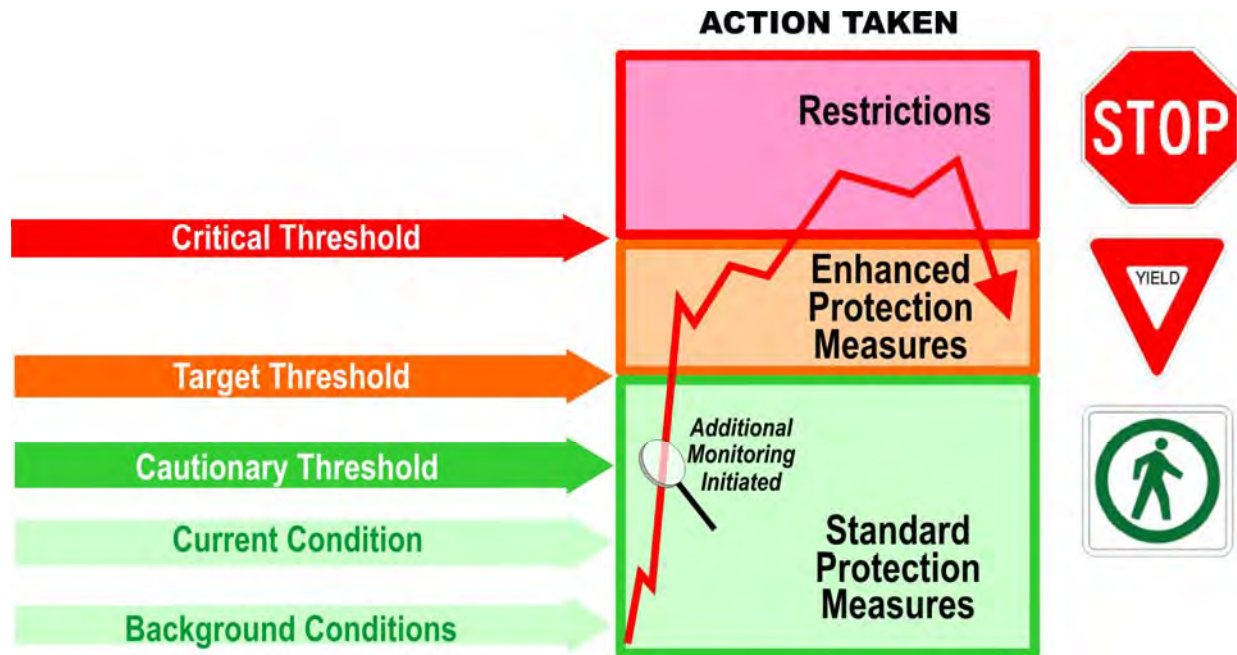 ACTION TAKEN
Restrictions
STOP
Critical Threshold
Enhanced
Protection
Measures
YIELD
Target Threshold
Additional
Monitoring
Initiated
Cautionary Threshold
Current Condition
Standard
Protection
Measures
Background Conditions